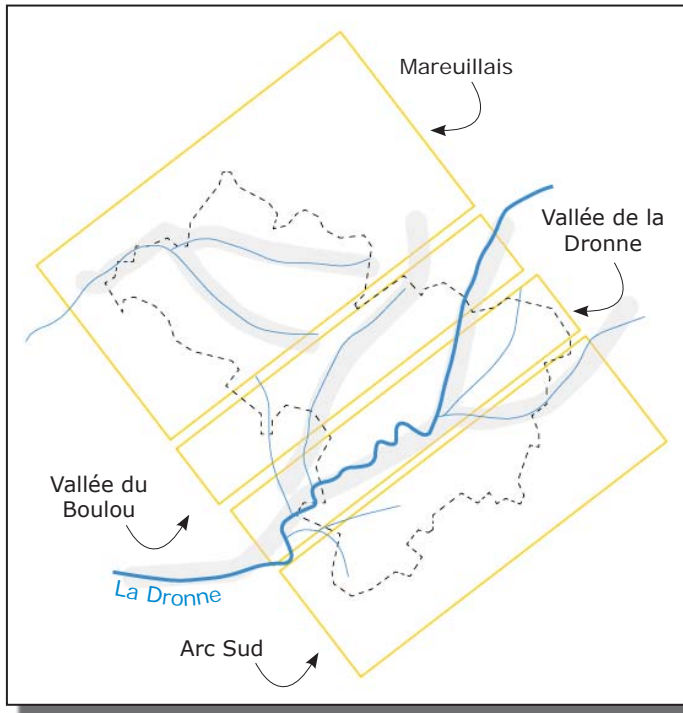 Mareuillais
Vallée de la
Dronne
Vallée du
Boulou
La Dronne
Arc Sud